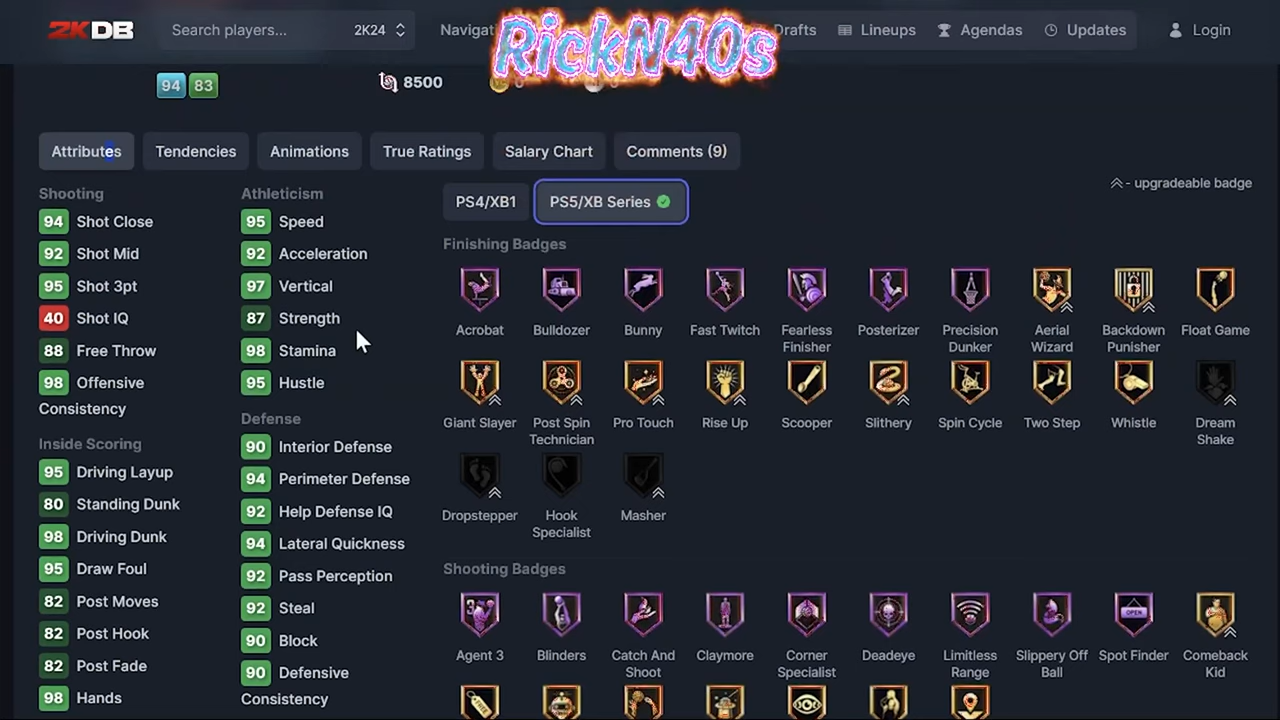 2KDB
Search players...
2K24
Navigat
RickN40s
Drafts
Lineups
Agendas
Updates
Login
94 83
8500
Attributes
Tendencies
Animations
True Ratings
Salary Chart
Comments (9)
Shooting
94 Shot Close
92 Shot Mid
95 Shot 3pt
40 Shot IQ
88 Free Throw
98 Offensive
Consistency
Inside Scoring
95 Driving Layup
80 Standing Dunk
98 Driving Dunk
95 Draw Foul
82 Post Moves
82 Post Hook
82 Post Fade
98 Hands
Athleticism
95 Speed
92 Acceleration
97 Vertical
87 Strength
98 Stamina
95 Hustle
Defense
90 Interior Defense
94 Perimeter Defense
92 Help Defense IQ
94 Lateral Quickness
92 Pass Perception
92 Steal
90 Block
90 Defensive
Consistency
PS4/XB1
PS5/XB Series
- upgradeable badge
Finishing Badges
Acrobat
Bulldozer
Bunny
Fast Twitch
Fearless
Finisher
Posterizer
Precision
Dunker
Aerial
Wizard
Backdown
Punisher
Float Game
Giant Slayer
Post Spin
Technician
Pro Touch
Rise Up
Scooper
Slithery
Spin Cycle
Two Step
Whistle
Dream
Shake
Dropstepper
Hook
Specialist
Masher
Shooting Badges
Agent 3
Blinders
Catch And
Shoot
Claymore
Corner
Specialist
Deadeye
Limitless
Range
Slippery Off
Ball
OPEN
Spot Finder
Comeback
Kid